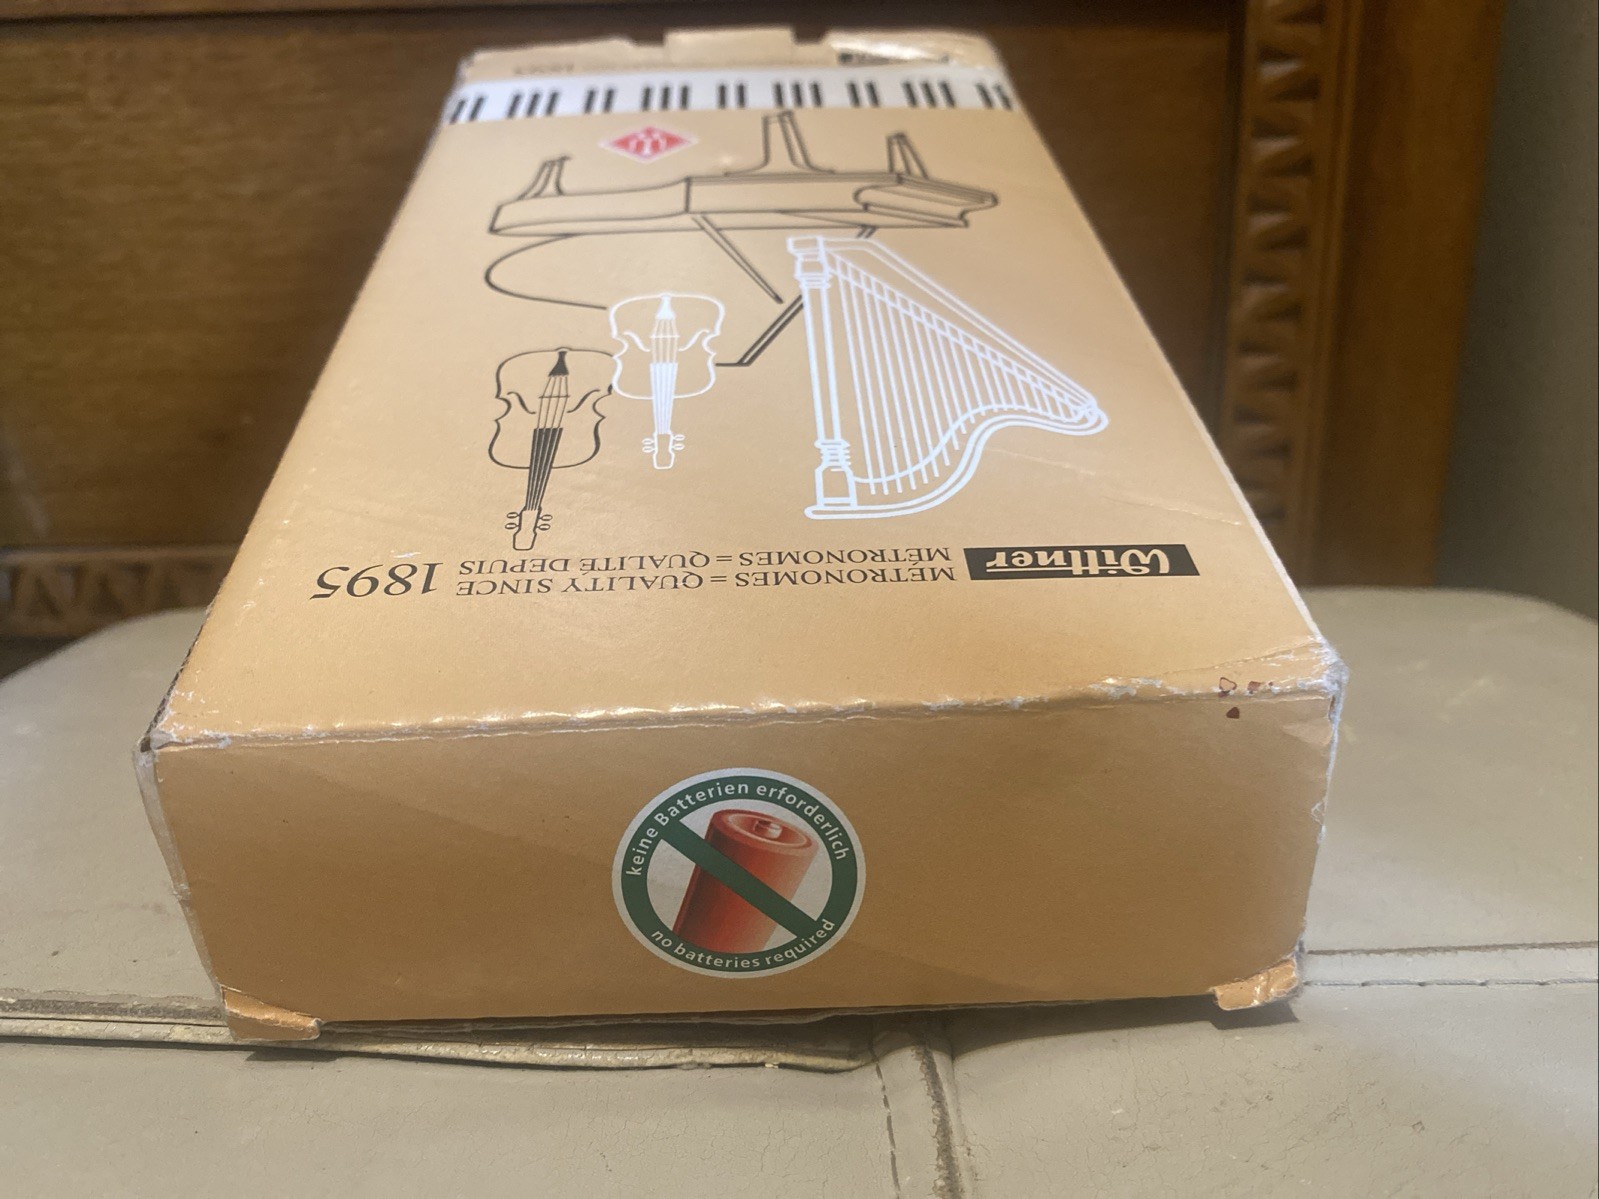 Wittner
METRONOMES = QUALITY SINCE 1895
MÉTRONOMES = QUALITÉ DEPUIS
keine Batterien erforderlich
no batteries required